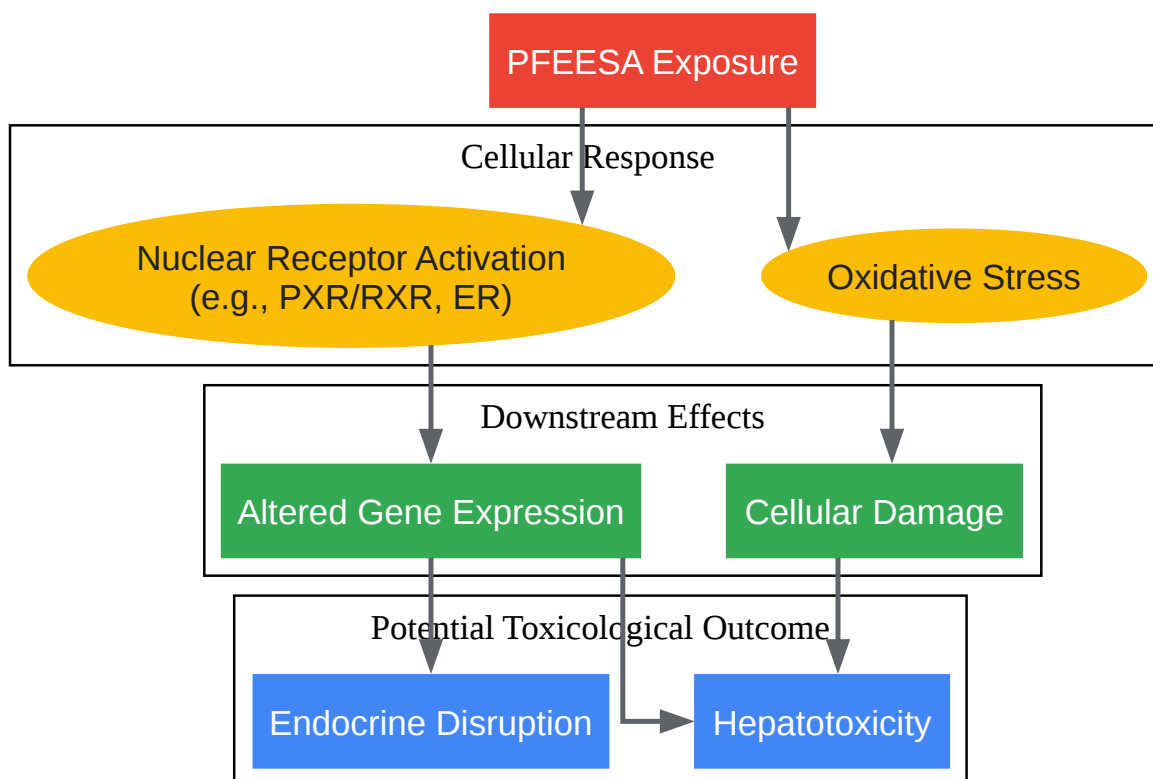 PFEESA Exposure
Cellular Response
Nuclear Receptor Activation
(e.g., PXR/RXR, ER)
Oxidative Stress
Downstream Effects
Altered Gene Expression
Cellular Damage
Potential Toxicological Outcome
Endocrine Disruption
Hepatotoxicity